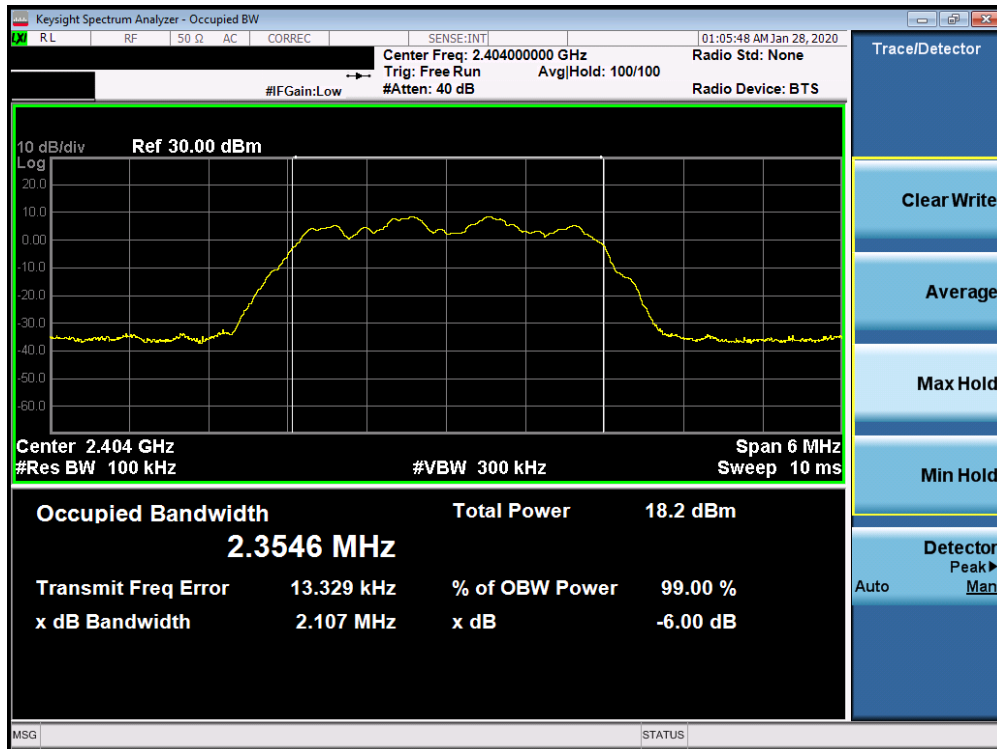 Keysight Spectrum Analyzer - Occupied BW
LXI RL RF 50 Ω AC CORREC SENSE:INT 01:05:48 AM Jan 28, 2020
Center Freq: 2.404000000 GHz Radio Std: None
Trig: Free Run Avg|Hold: 100/100
#IFGain:Low #Atten: 40 dB Radio Device: BTS
10 dB/div Ref 30.00 dBm
Log
20.0
10.0
0.00
-10.0
-20.0
-30.0
-40.0
-50.0
-60.0
Center 2.404 GHz Span 6 MHz
#Res BW 100 kHz #VBW 300 kHz Sweep 10 ms
Occupied Bandwidth Total Power 18.2 dBm
2.3546 MHz
Transmit Freq Error 13.329 kHz % of OBW Power 99.00 %
x dB Bandwidth 2.107 MHz x dB -6.00 dB
MSG STATUS
Trace/Detector
Clear Write
Average
Max Hold
Min Hold
Detector
Peak▶
Auto Man